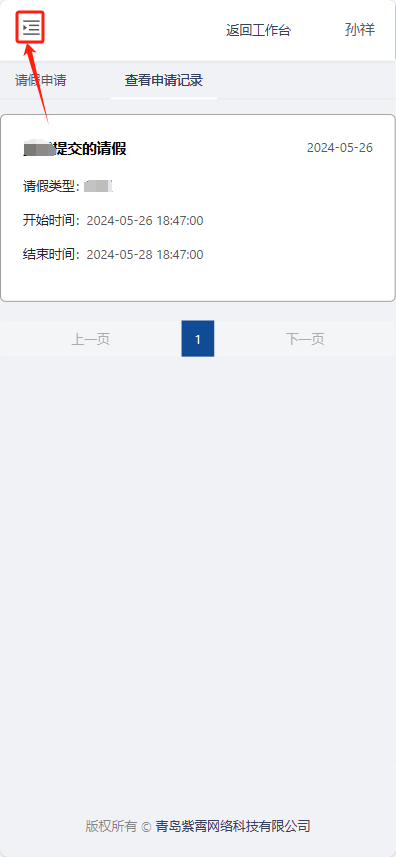 返回工作台 孙祥
请假申请 查看申请记录
提交的请假 2024-05-26
请假类型：
开始时间：2024-05-26 18:47:00
结束时间：2024-05-28 18:47:00
上一页 1 下一页
版权所有 © 青岛紫霄网络科技有限公司